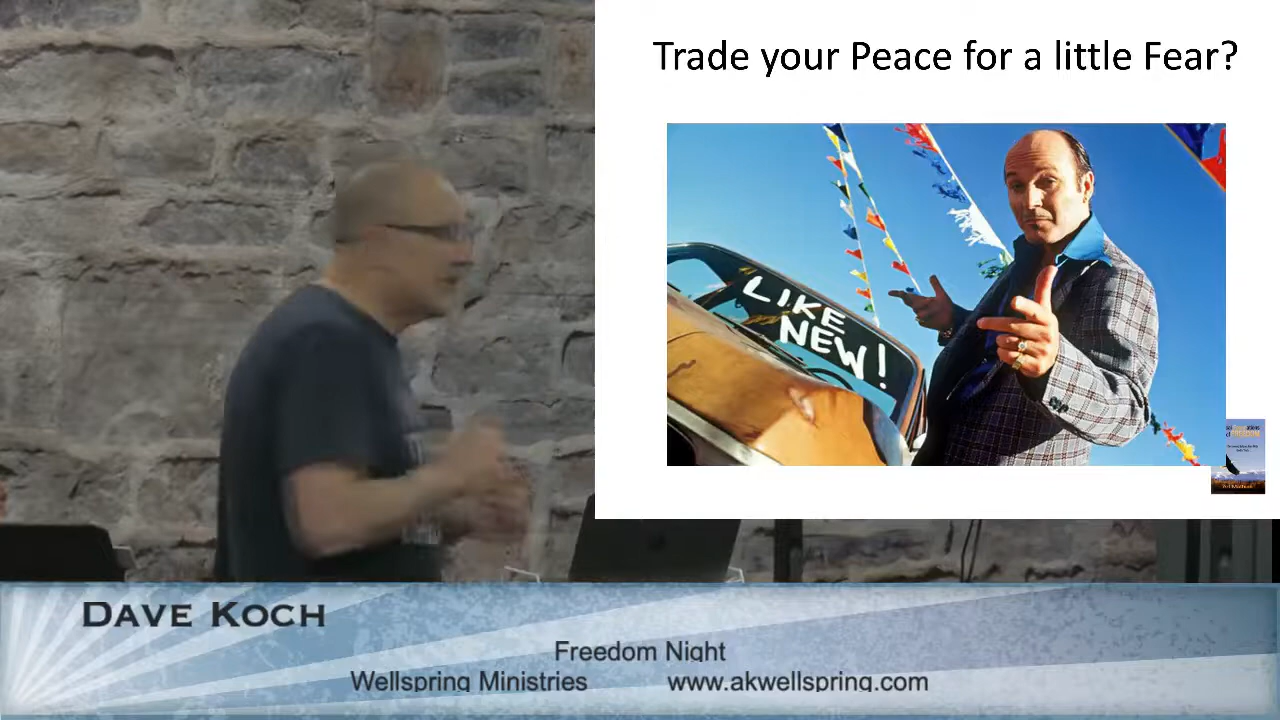 Trade your Peace for a little Fear?
LIKE
NEW!
DAVE KOCH
Freedom Night
Wellspring Ministries www.akwellspring.com